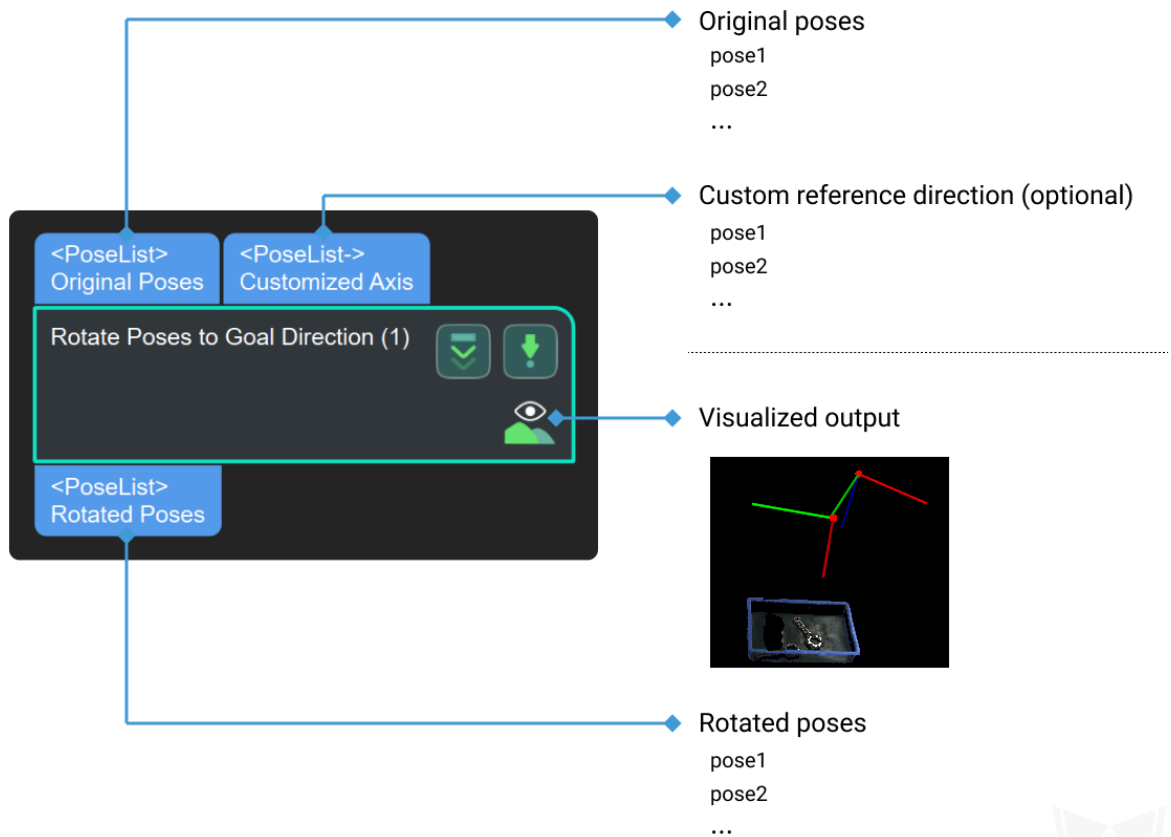 Original poses
pose1
pose2
...
Custom reference direction (optional)
pose1
pose2
...
<PoseList>
Original Poses
<PoseList->
Customized Axis
Rotate Poses to Goal Direction (1)
Visualized output
<PoseList>
Rotated Poses
Rotated poses
pose1
pose2
...